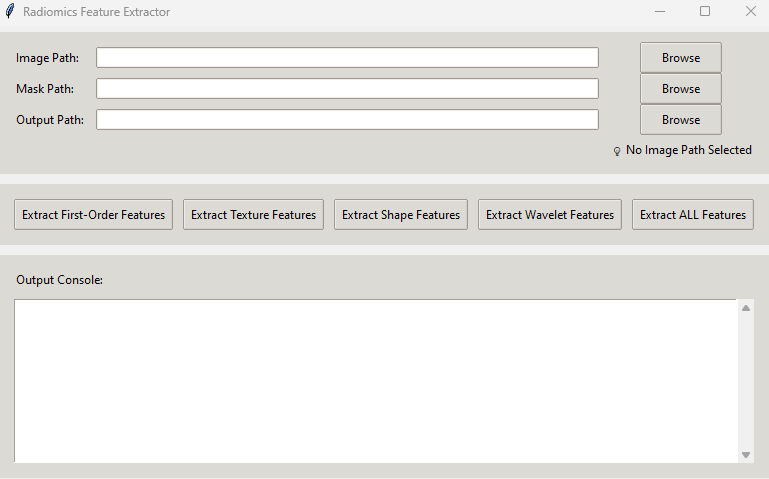 Radiomics Feature Extractor
Image Path: Browse
Mask Path: Browse
Output Path: Browse
No Image Path Selected
Extract First-Order Features Extract Texture Features Extract Shape Features Extract Wavelet Features Extract ALL Features
Output Console: